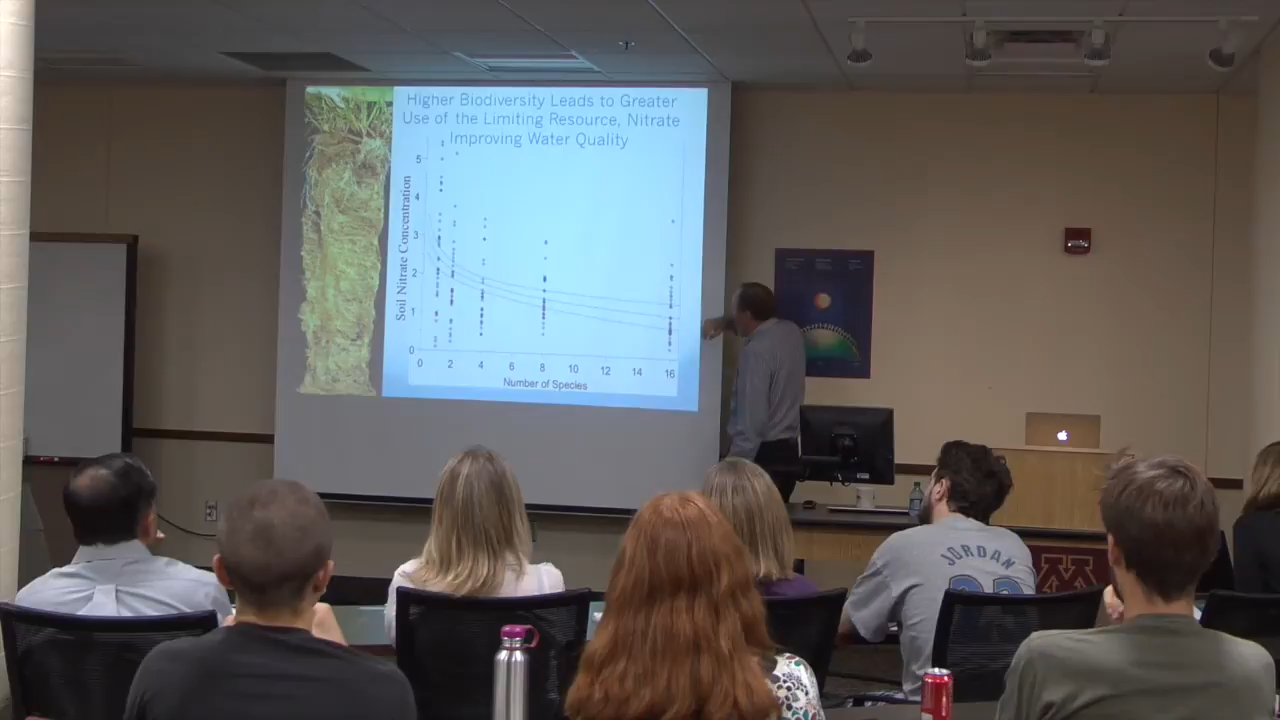 Higher Biodiversity Leads to Greater
Use of the Limiting Resource, Nitrate
Improving Water Quality
Soil Nitrate Concentration
5
4
3
2
1
0
0 2 4 6 8 10 12 14 16
Number of Species
JORDAN
M